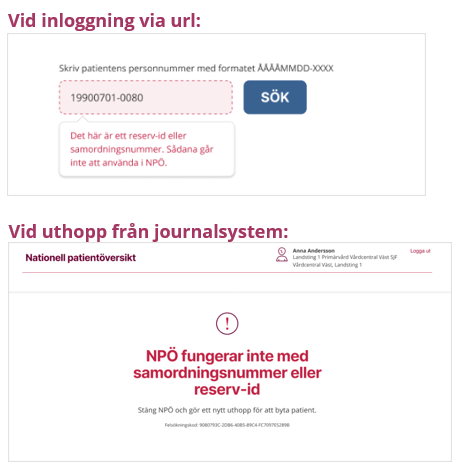 Vid inloggning via url:
Skriv patientens personnummer med formatet ÅÅÅÅMMDD-XXXX
19900701-0080 SÖK
Det här är ett reserv-id eller
samordningsnummer. Sådana går
inte att använda i NPÖ.
Vid uthopp från journalsystem:
Nationell patientöversikt
Anna Andersson
Landsting 1 Primärvård Vårdcentral Väst SJF
Vårdcentral Väst, Landsting 1
Logga ut
NPÖ fungerar inte med
samordningsnummer eller
reserv-id
Stäng NPÖ och gör ett nytt uthopp för att byta patient.